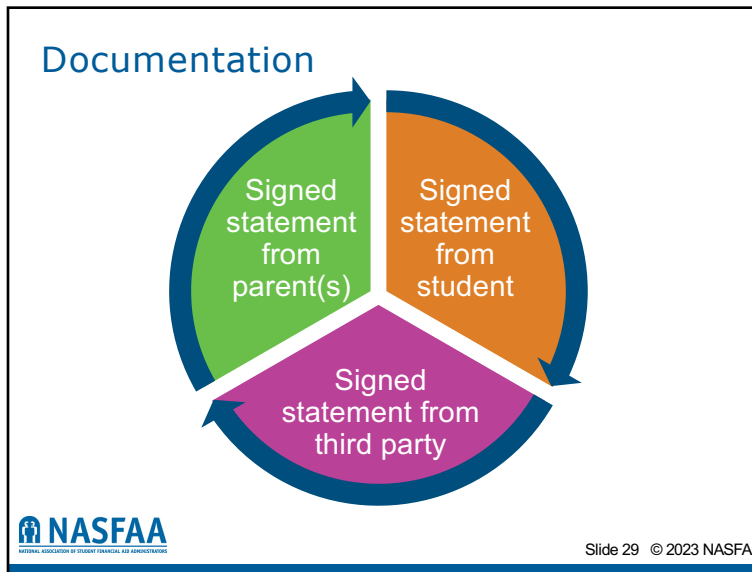 Documentation
Signed
statement
from
parent(s)
Signed
statement
from
student
Signed
statement from
third party
NASFAA
NATIONAL ASSOCIATION OF STUDENT FINANCIAL AID ADMINISTRATORS
Slide 29 © 2023 NASFA